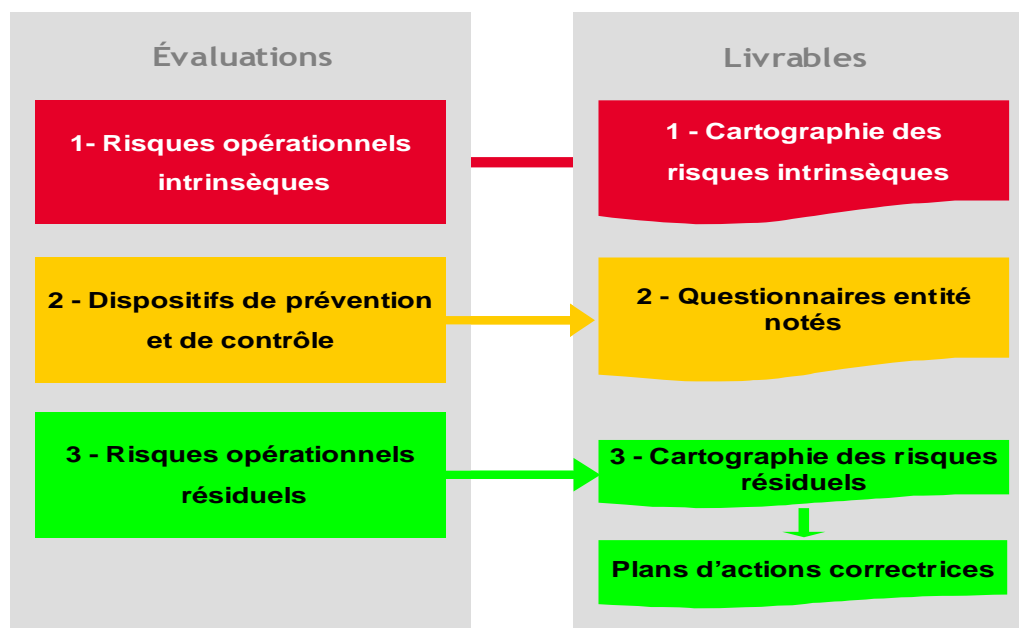 Évaluations
1- Risques opérationnels
intrinsèques
2 - Dispositifs de prévention
et de contrôle
3 - Risques opérationnels
résiduels
Livrables
1 - Cartographie des
risques intrinsèques
2 - Questionnaires entité
notés
3 - Cartographie des risques
résiduels
Plans d’actions correctrices